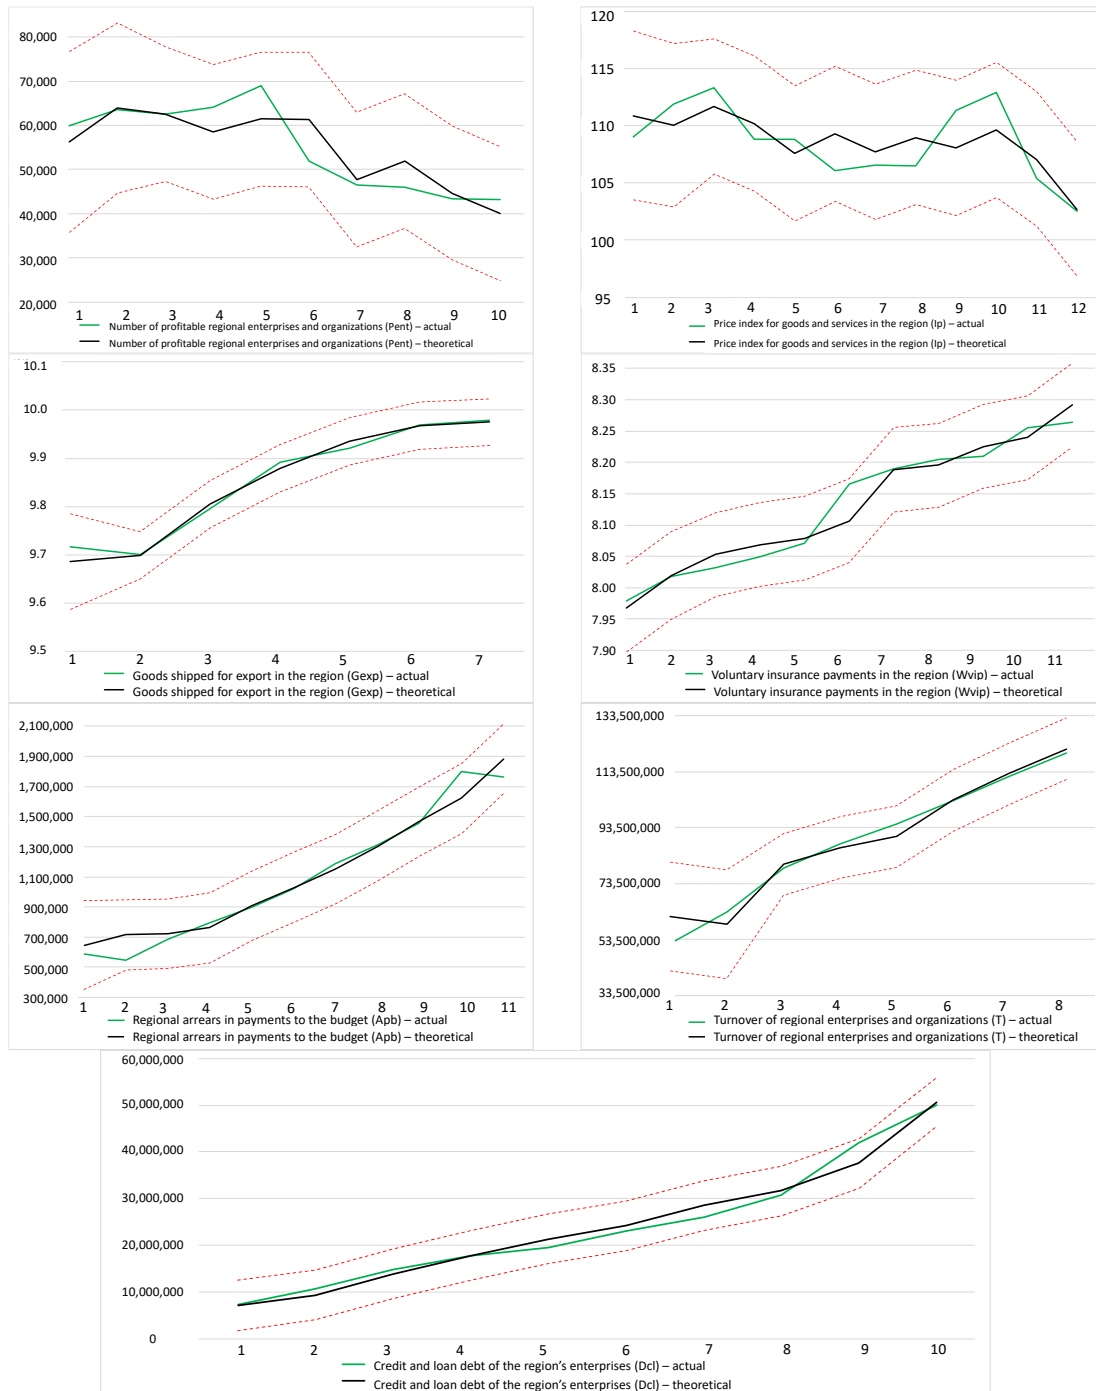 80,000
70,000
60,000
50,000
40,000
30,000
20,000
1 2 3 4 5 6 7 8 9 10
Number of profitable regional enterprises and organizations (Pent) – actual
Number of profitable regional enterprises and organizations (Pent) – theoretical
120
115
110
105
100
95
1 2 3 4 5 6 7 8 9 10 11 12
Price index for goods and services in the region (Ip) – actual
Price index for goods and services in the region (Ip) – theoretical
10.1
10.0
9.9
9.8
9.7
9.6
9.5
1 2 3 4 5 6 7
Goods shipped for export in the region (Gexp) – actual
Goods shipped for export in the region (Gexp) – theoretical
8.35
8.30
8.25
8.20
8.15
8.10
8.05
8.00
7.95
7.90
1 2 3 4 5 6 7 8 9 10 11
Voluntary insurance payments in the region (Wvip) – actual
Voluntary insurance payments in the region (Wvip) – theoretical
2,100,000
1,900,000
1,700,000
1,500,000
1,300,000
1,100,000
900,000
700,000
500,000
300,000
1 2 3 4 5 6 7 8 9 10 11
Regional arrears in payments to the budget (Apb) – actual
Regional arrears in payments to the budget (Apb) – theoretical
133,500,000
113,500,000
93,500,000
73,500,000
53,500,000
33,500,000
1 2 3 4 5 6 7 8
Turnover of regional enterprises and organizations (T) – actual
Turnover of regional enterprises and organizations (T) – theoretical
60,000,000
50,000,000
40,000,000
30,000,000
20,000,000
10,000,000
0
1 2 3 4 5 6 7 8 9 10
Credit and loan debt of the region's enterprises (Dcl) – actual
Credit and loan debt of the region's enterprises (Dcl) – theoretical